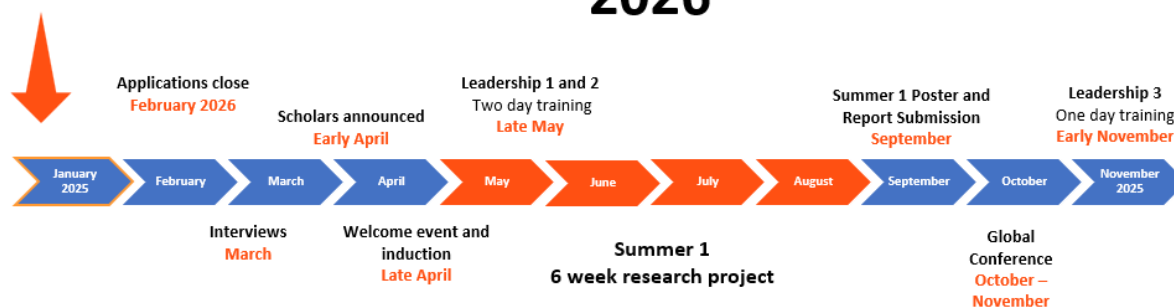 2026
Applications close
February 2026
Scholars announced
Early April
Leadership 1 and 2
Two day training
Late May
Summer 1 Poster and
Report Submission
September
Leadership 3
One day training
Early November
January
2025
February
March
April
May
June
July
August
September
October
November
2025
Interviews
March
Welcome event and
induction
Late April
Summer 1
6 week research project
Global
Conference
October –
November